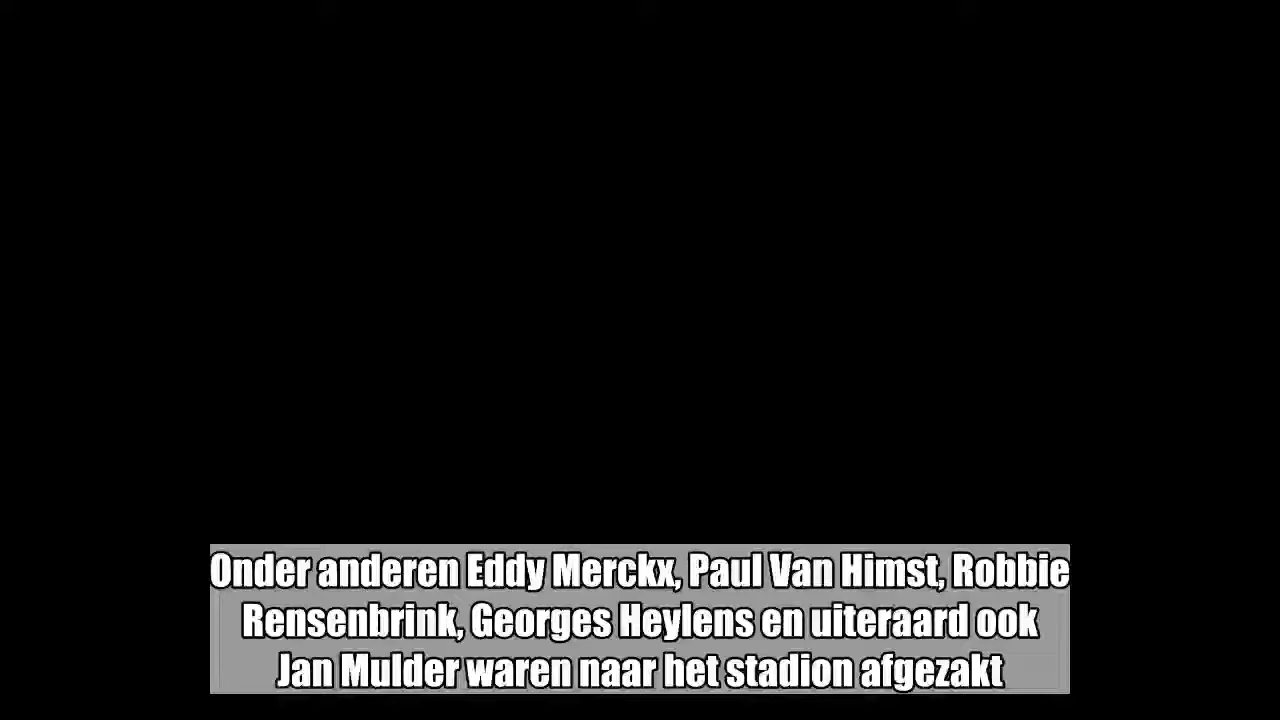 Onder anderen Eddy Merckx, Paul Van Himst, Robbie
Rensenbrink, Georges Heylens en uiteraard ook
Jan Mulder waren naar het stadion afgezakt